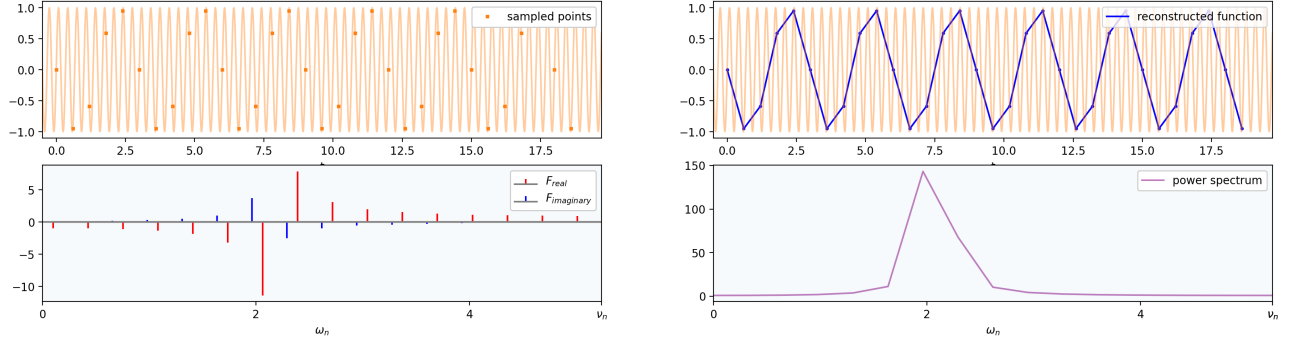 1.0
0.5
0.0
−0.5
−1.0
sampled points
0.0 2.5 5.0 7.5 10.0 12.5 15.0 17.5
1.0
0.5
0.0
−0.5
−1.0
reconstructed function
0.0 2.5 5.0 7.5 10.0 12.5 15.0 17.5
5
0
−5
−10
F_real
F_imaginary
0 2 4 ν_n
ω_n
150
100
50
0
power spectrum
0 2 4 ν_n
ω_n